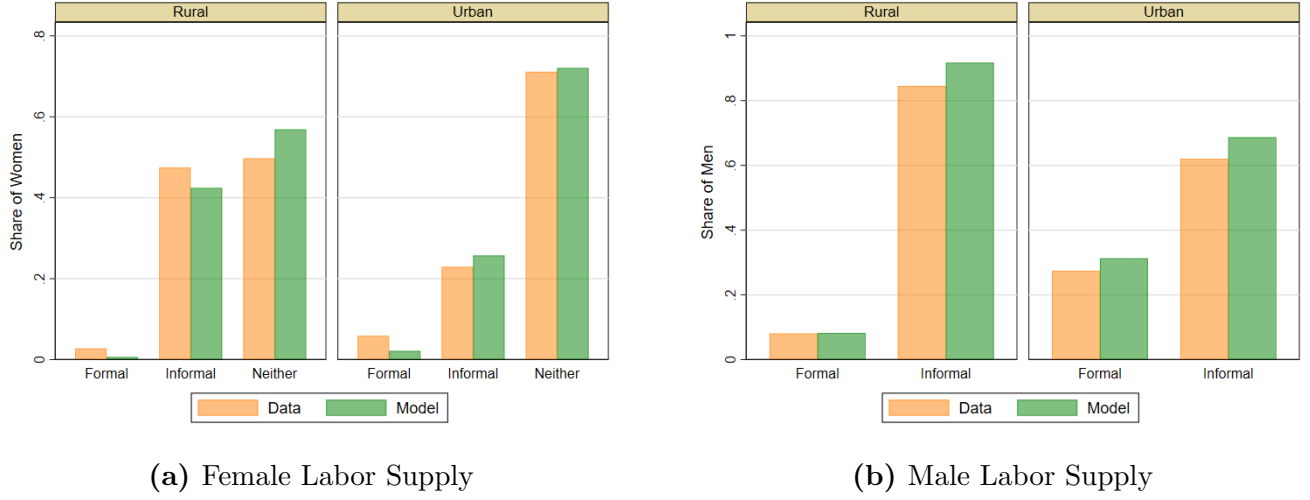 Rural
Urban
Share of Women
.8
.6
.4
.2
0
Formal
Informal
Neither
Formal
Informal
Neither
Data
Model
(a) Female Labor Supply
Rural
Urban
Share of Men
1
.8
.6
.4
.2
0
Formal
Informal
Formal
Informal
Data
Model
(b) Male Labor Supply